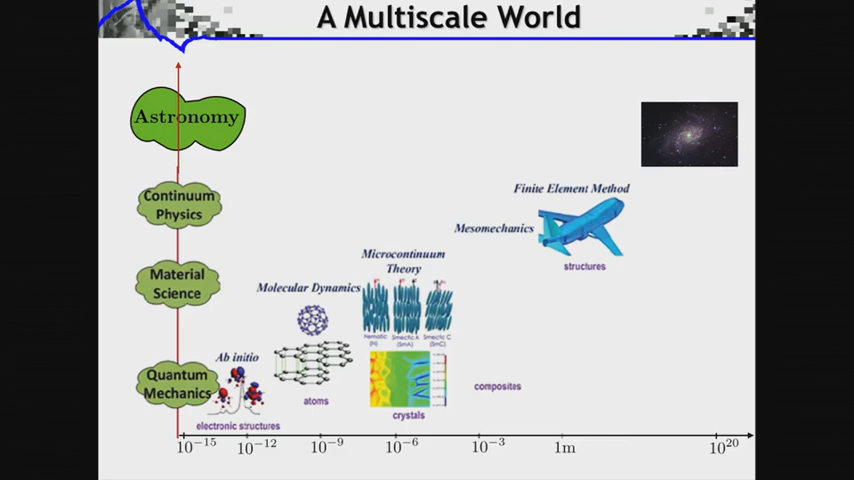 A Multiscale World
Astronomy
Continuum
Physics
Finite Element Method
Mesomechanics
structures
Microcontinuum
Theory
Material
Science
Molecular Dynamics
Nematic
(N)
Smectic A
(SmA)
Smectic C
(SmC)
Ab initio
Quantum
Mechanics
composites
atoms
crystals
electronic structures
10⁻¹⁵ 10⁻¹² 10⁻⁹ 10⁻⁶ 10⁻³ 1m 10²⁰